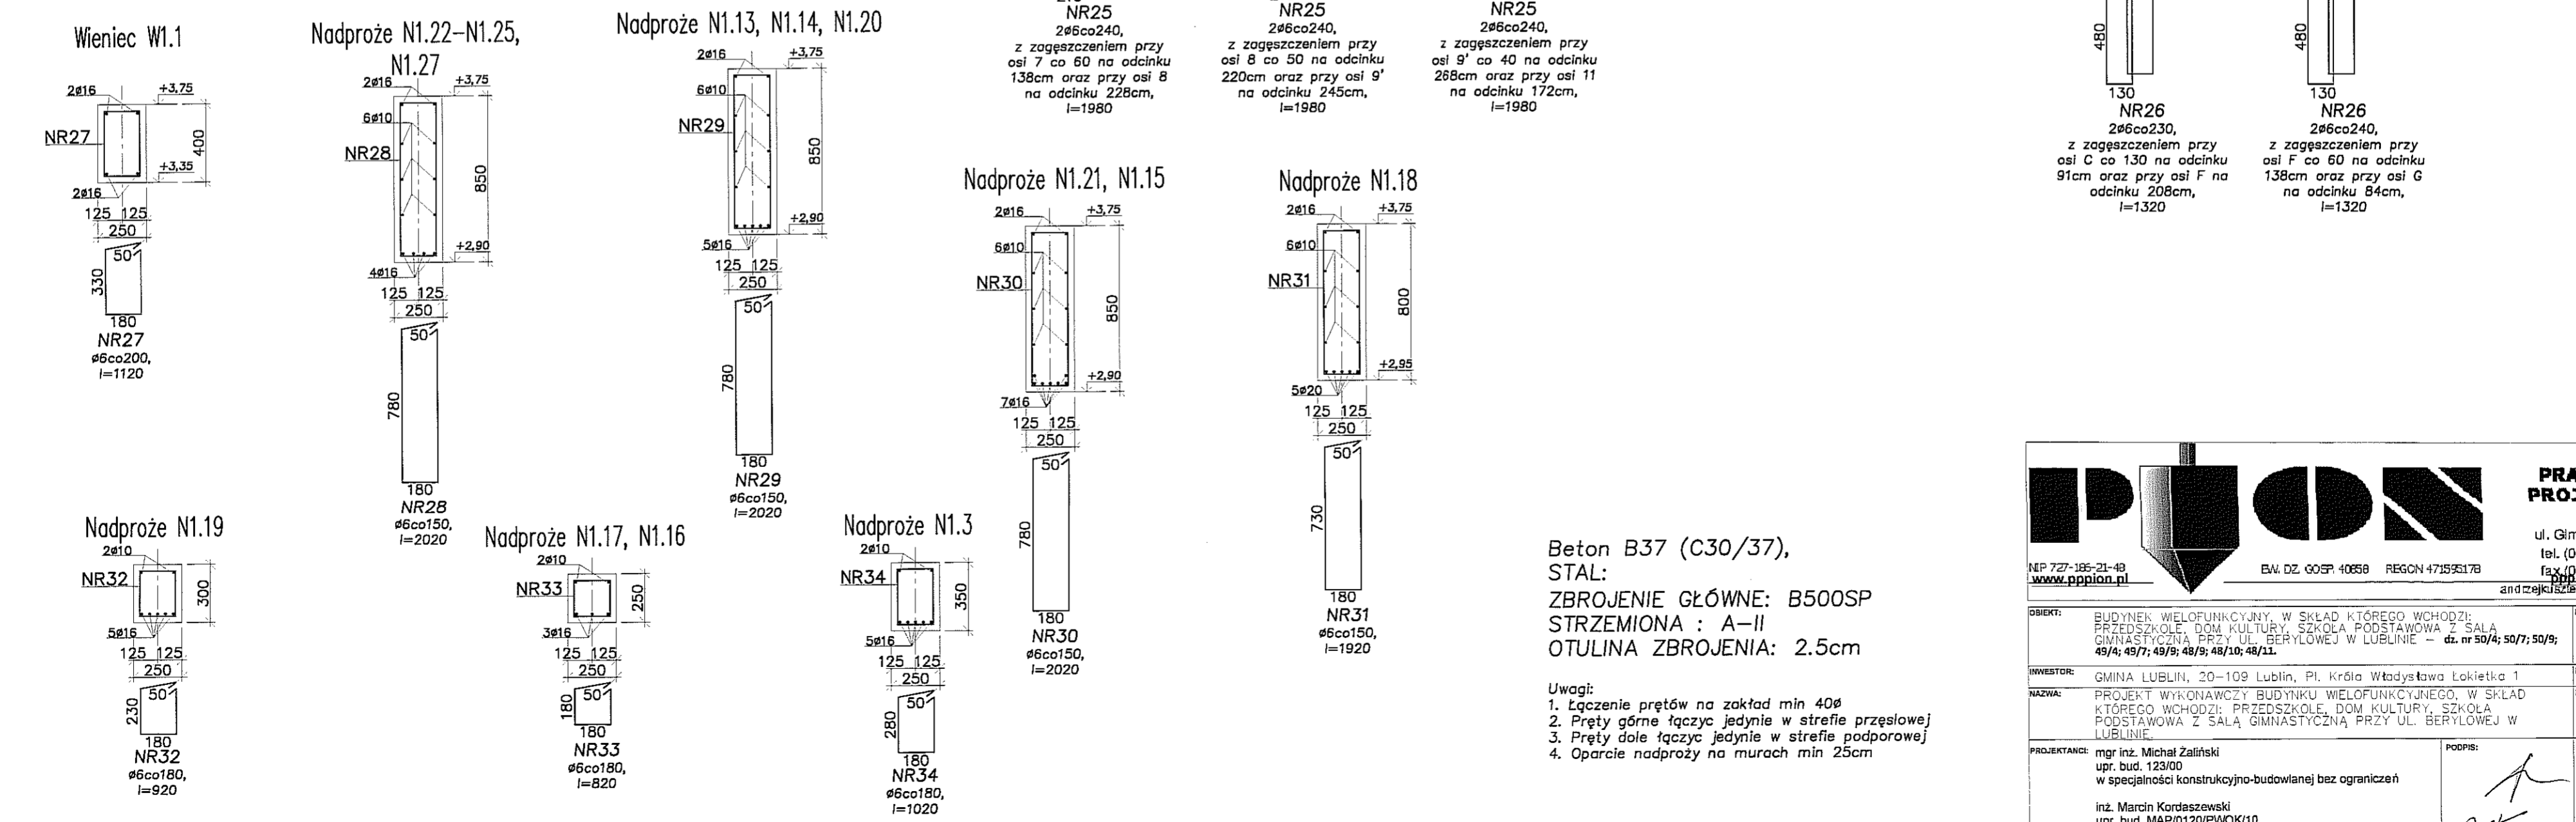 Wieniec W1.1
2ø16
+3,75
NR27
400
+3,35
2ø16
125 125
250
50
330
180
NR27
ø6co200,
l=1120
Nadproże N1.22-N1.25,
N1.27
2ø16
+3,75
6ø10
NR28
850
+2,90
4ø16
125 125
250
50
780
180
NR28
ø6co150,
l=2020
Nadproże N1.13, N1.14, N1.20
2ø16
+3,75
6ø10
NR29
850
+2,90
5ø16
125 125
250
50
780
180
NR29
ø6co150,
l=2020
NR25
2ø6co240,
z zagęszczeniem przy
osi 7 co 60 na odcinku
138cm oraz przy osi 8
na odcinku 228cm,
l=1980
NR25
2ø6co240,
z zagęszczeniem przy
osi 8 co 50 na odcinku
220cm oraz przy osi 9'
na odcinku 245cm,
l=1980
NR25
2ø6co240,
z zagęszczeniem przy
osi 9' co 40 na odcinku
268cm oraz przy osi 11
na odcinku 172cm,
l=1980
480
130
NR26
2ø6co230,
z zagęszczeniem przy
osi C co 130 na odcinku
91cm oraz przy osi F na
odcinku 208cm,
l=1320
480
130
NR26
2ø6co240,
z zagęszczeniem przy
osi F co 60 na odcinku
138cm oraz przy osi G
na odcinku 84cm,
l=1320
Nadproże N1.21, N1.15
2ø16
+3,75
6ø10
NR30
850
+2,90
7ø16
125 125
250
50
780
180
NR30
ø6co150,
l=2020
Nadproże N1.18
2ø16
+3,75
6ø10
NR31
800
+2,95
5ø20
125 125
250
50
730
180
NR31
ø6co150,
l=1920
Nadproże N1.19
2ø10
NR32
300
5ø16
125 125
250
50
230
180
NR32
ø6co180,
l=920
Nadproże N1.17, N1.16
2ø10
NR33
250
3ø16
125 125
250
50
180
180
NR33
ø6co180,
l=820
Nadproże N1.3
2ø10
NR34
350
5ø16
125 125
250
50
280
180
NR34
ø6co180,
l=1020
Beton B37 (C30/37),
STAL:
ZBROJENIE GŁÓWNE: B500SP
STRZEMIONA : A-II
OTULINA ZBROJENIA: 2.5cm
Uwagi:
1. Łączenie prętów na zakład min 40ø
2. Pręty górne łączyc jedynie w strefie przęsłowej
3. Pręty dole łączyc jedynie w strefie podporowej
4. Oparcie nadproży na murach min 25cm
PION
PRA
PROJ
ul. Gim
tel. (0
fax (0
NIP 727-185-21-43
EW. DZ. GOSP. 40658 REGON 471595178
www.pppion.pl
OBIEKT: BUDYNEK WIELOFUNKCYJNY, W SKŁAD KTÓREGO WCHODZI:
PRZEDSZKOLE, DOM KULTURY, SZKOŁA PODSTAWOWA Z SALĄ
GIMNASTYCZNĄ PRZY UL. BERYLOWEJ W LUBLINIE - dz. nr 50/4; 50/7; 50/9;
49/4; 49/7; 49/9; 48/9; 48/10; 48/11.
INWESTOR: GMINA LUBLIN, 20-109 Lublin, Pl. Króla Władysława Łokietka 1
NAZWA: PROJEKT WYKONAWCZY BUDYNKU WIELOFUNKCYJNEGO, W SKŁAD
KTÓREGO WCHODZI: PRZEDSZKOLE, DOM KULTURY, SZKOŁA
PODSTAWOWA Z SALĄ GIMNASTYCZNĄ PRZY UL. BERYLOWEJ W
LUBLINIE.
PROJEKTANCI: mgr inż. Michał Żaliński
upr. bud. 123/00
w specjalności konstrukcyjno-budowlanej bez ograniczeń
PODPIS:
inż. Marcin Kordaszewski
upr. bud. MAP/0120/PWOK/10